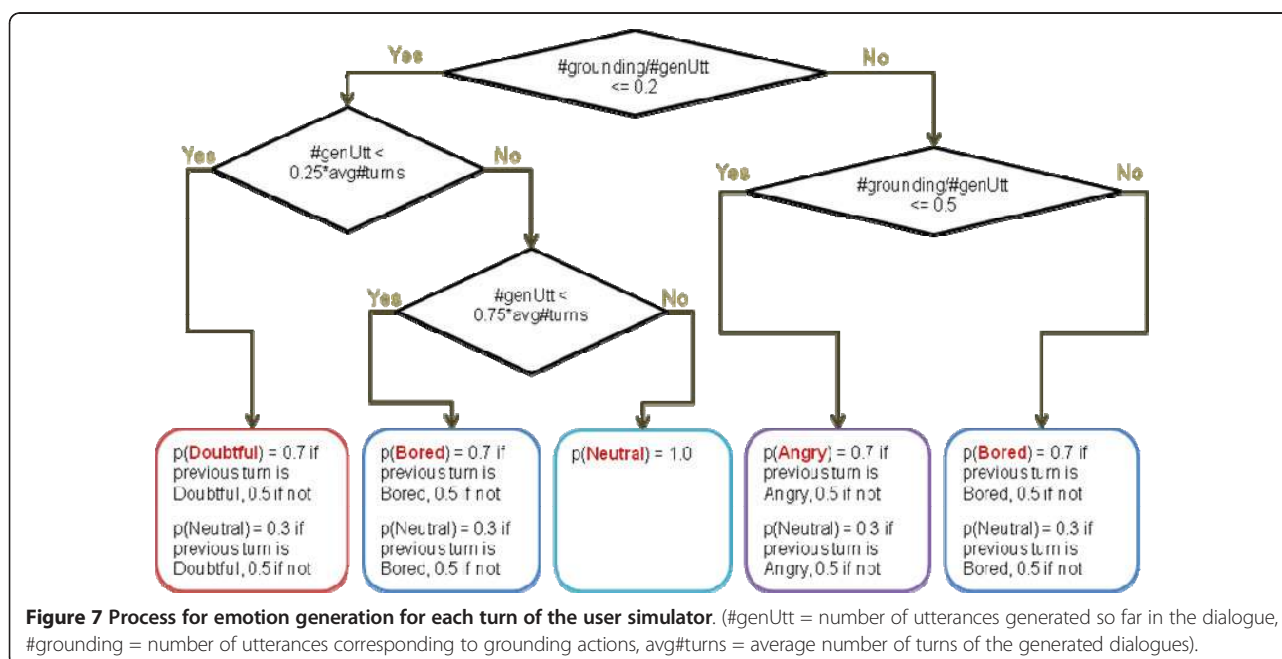 Yes
#grounding/#genUtt
<= 0.2
No
Yes
#genUtt <
0.25*avg#turns
No
Yes
#grounding/#genUtt
<= 0.5
No
Yes
#genUtt <
0.75*avg#turns
No
p(Doubtful) = 0.7 if
previous turn is
Doubtful, 0.5 if not
p(Neutral) = 0.3 if
previous turn is
Doubtful, 0.5 if not
p(Bored) = 0.7 if
previous turn is
Bored, 0.5 if not
p(Neutral) = 0.3 if
previous turn is
Bored, 0.5 if not
p(Neutral) = 1.0
p(Angry) = 0.7 if
previous turn is
Angry, 0.5 if not
p(Neutral) = 0.3 if
previous turn is
Angry, 0.5 if not
p(Bored) = 0.7 if
previous turn is
Bored, 0.5 if not
p(Neutral) = 0.3 if
previous turn is
Bored, 0.5 if not
Figure 7 Process for emotion generation for each turn of the user simulator. (#genUtt = number of utterances generated so far in the dialogue,
#grounding = number of utterances corresponding to grounding actions, avg#turns = average number of turns of the generated dialogues).